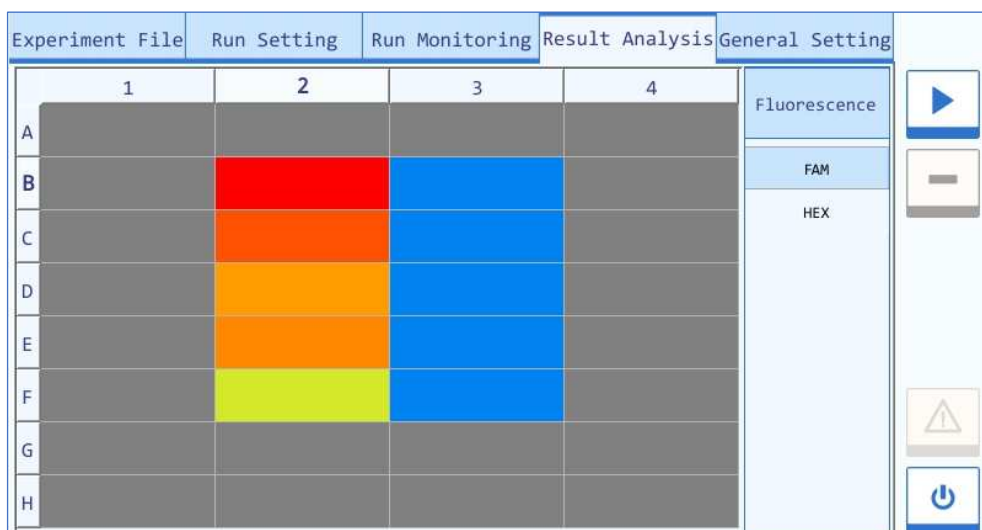 Experiment File Run Setting Run Monitoring Result Analysis General Setting
1 2 3 4
Fluorescence
A
B
FAM
HEX
C
D
E
F
G
H